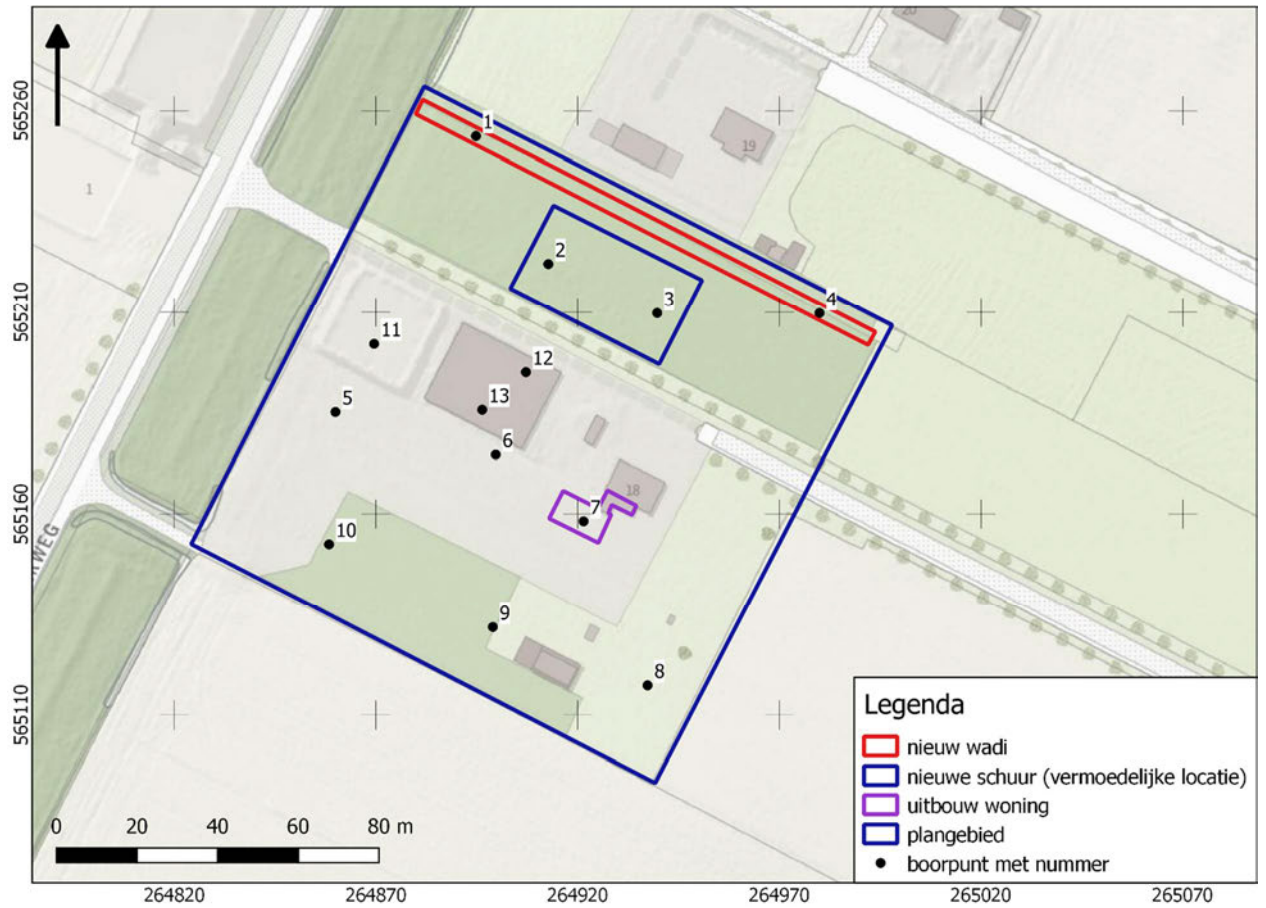 20
565260
1
19
1
2
565210
3
4
11
12
5
13
6
18
7
565160
10
9
8
RWEG
565110
Legenda
nieuw wadi
nieuwe schuur (vermoedelijke locatie)
uitbouw woning
plangebied
boorpunt met nummer
0 20 40 60 80 m
264820 264870 264920 264970 265020 265070